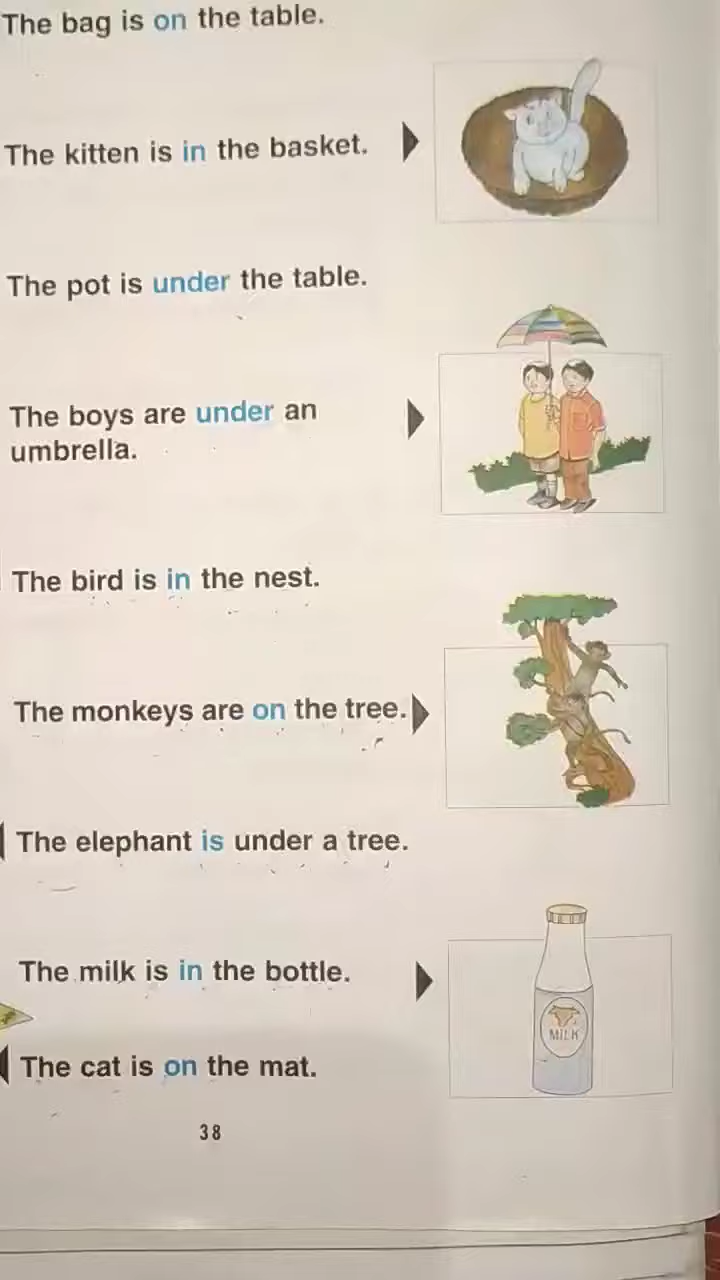 The bag is on the table.
The kitten is in the basket.
The pot is under the table.
The boys are under an
umbrella.
The bird is in the nest.
The monkeys are on the tree.
The elephant is under a tree.
The milk is in the bottle.
MILK
The cat is on the mat.
38